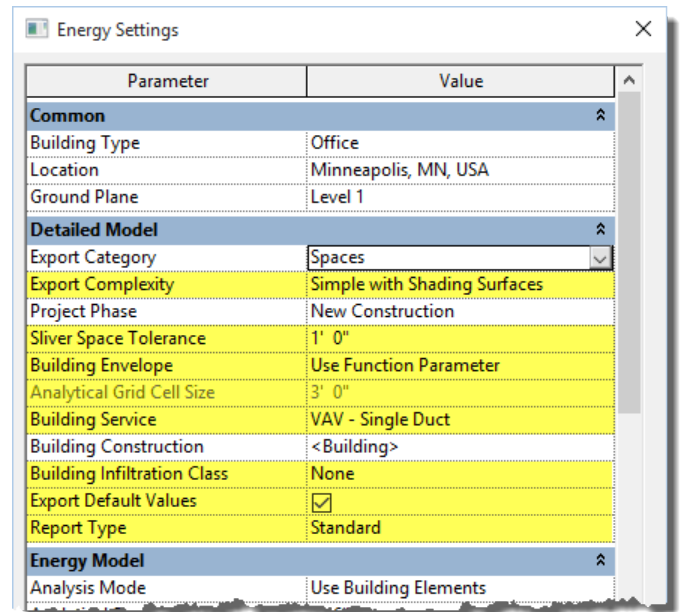 Energy Settings
Parameter Value
Common
Building Type Office
Location Minneapolis, MN, USA
Ground Plane Level 1
Detailed Model
Export Category Spaces
Export Complexity Simple with Shading Surfaces
Project Phase New Construction
Sliver Space Tolerance 1' 0"
Building Envelope Use Function Parameter
Analytical Grid Cell Size 3' 0"
Building Service VAV - Single Duct
Building Construction <Building>
Building Infiltration Class None
Export Default Values
Report Type Standard
Energy Model
Analysis Mode Use Building Elements